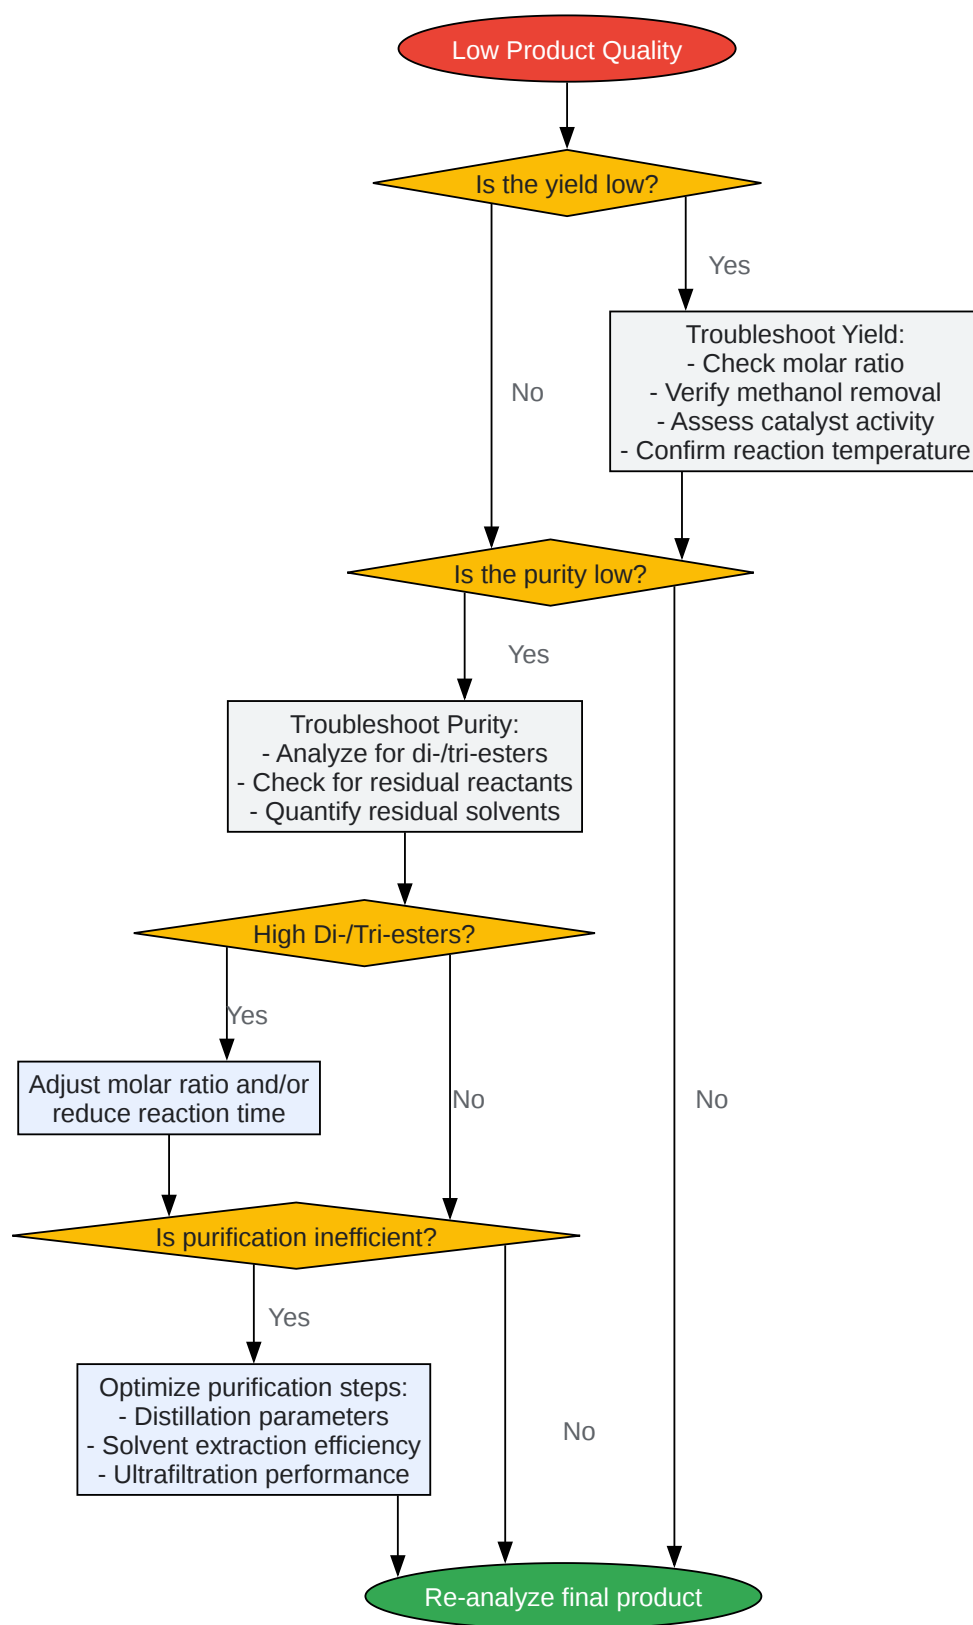 Low Product Quality
Is the yield low?
Yes
Troubleshoot Yield:
- Check molar ratio
- Verify methanol removal
- Assess catalyst activity
- Confirm reaction temperature
No
Is the purity low?
Yes
Troubleshoot Purity:
- Analyze for di-/tri-esters
- Check for residual reactants
- Quantify residual solvents
High Di-/Tri-esters?
Yes
Adjust molar ratio and/or
reduce reaction time
No
No
Is purification inefficient?
Yes
Optimize purification steps:
- Distillation parameters
- Solvent extraction efficiency
- Ultrafiltration performance
No
Re-analyze final product